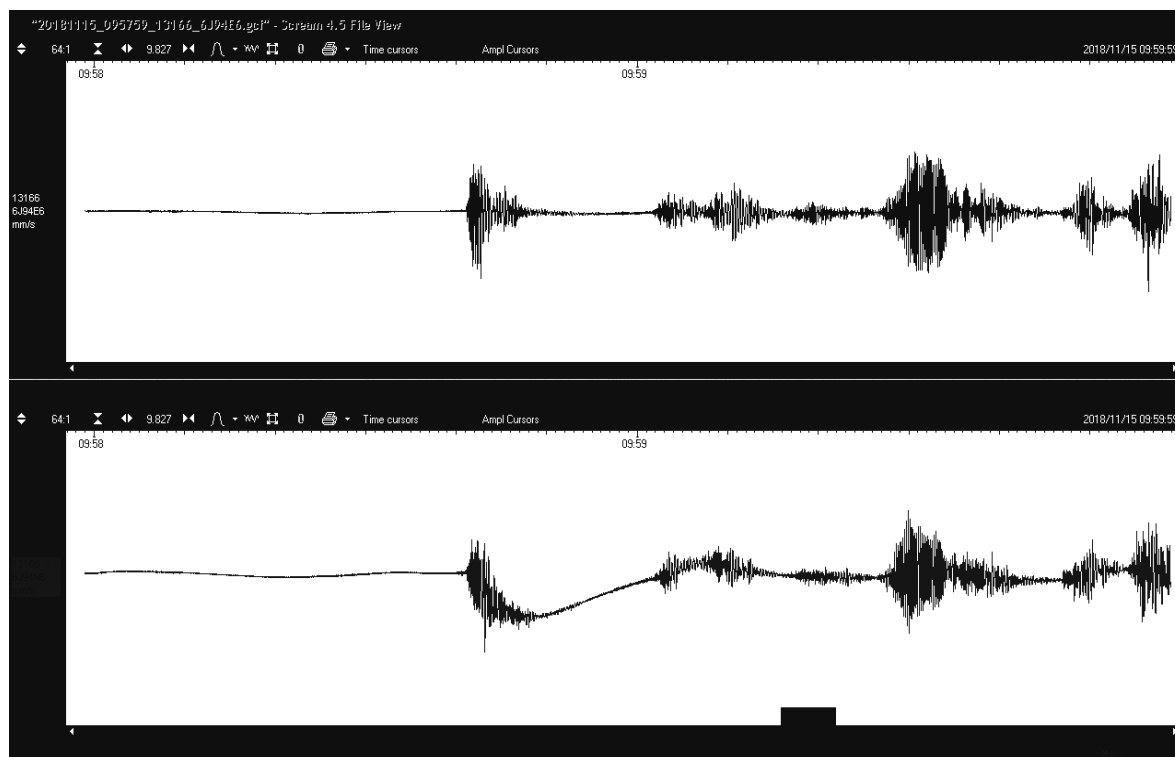 "20181115_095759_13166_6J94E6.gcf" - Scream 4.5 File View
64:1 9.827 0 Time cursors Ampl Cursors 2018/11/15 09:59:59
09:58 09:59
13166
6J94E6
mm/s
64:1 9.827 0 Time cursors Ampl Cursors 2018/11/15 09:59:59
09:58 09:59